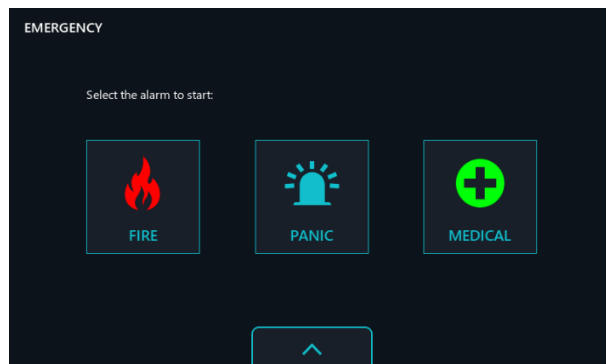 EMERGENCY
Select the alarm to start:
FIRE
PANIC
MEDICAL